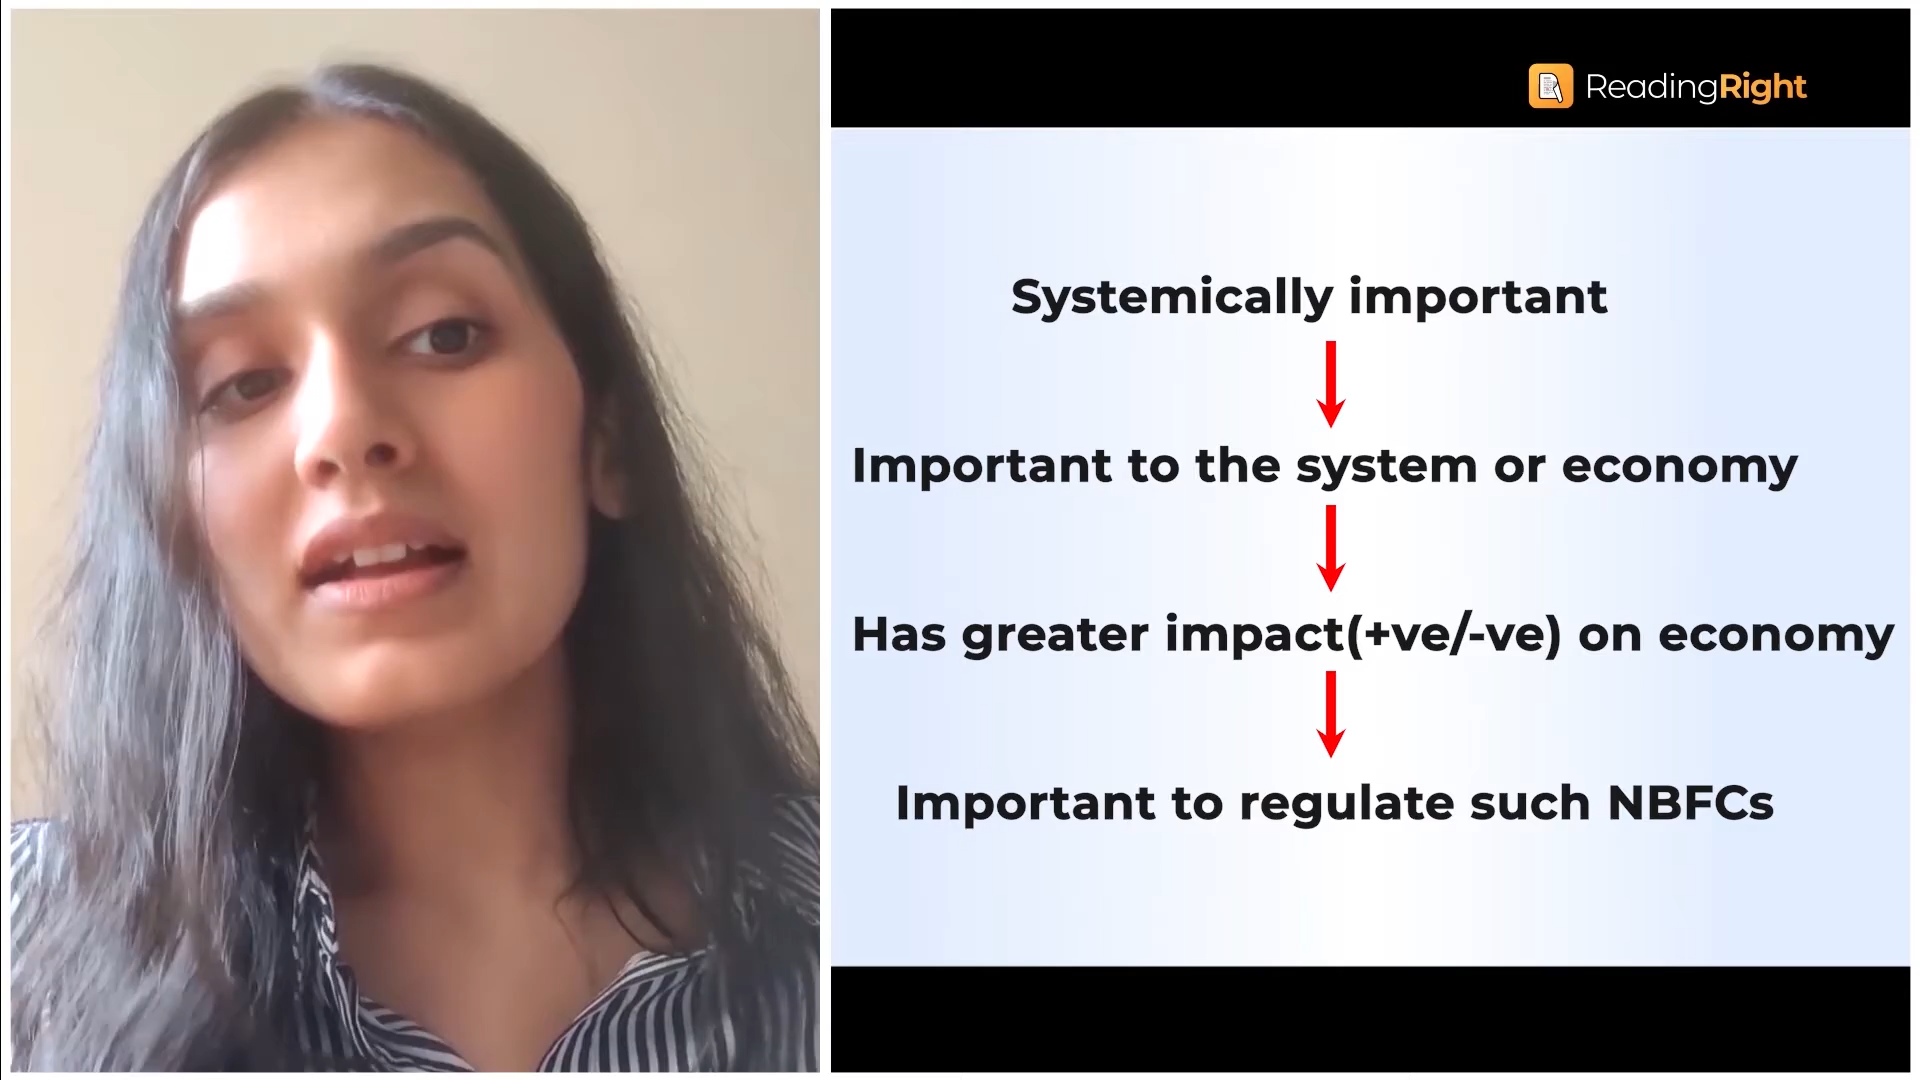 ReadingRight
Systemically important
Important to the system or economy
Has greater impact(+ve/-ve) on economy
Important to regulate such NBFCs